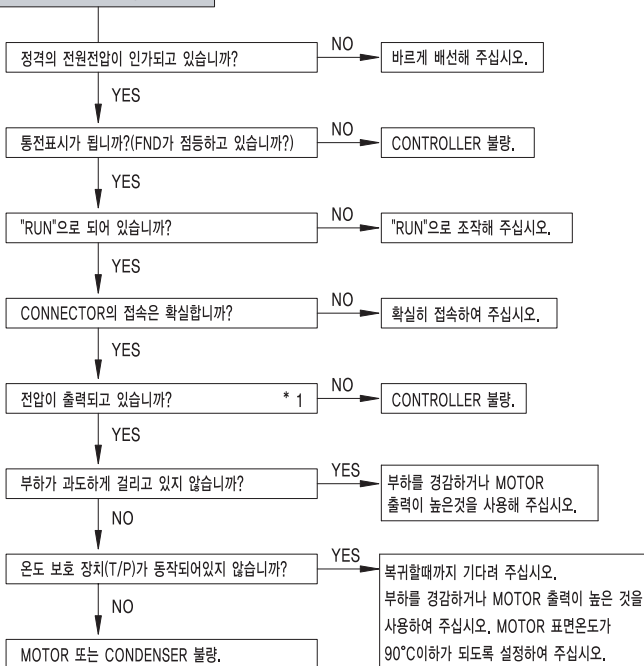 정격의 전원전압이 인가되고 있습니까?
NO
바르게 배선해 주십시오.
YES
통전표시가 됩니까?(FND가 점등하고 있습니까?)
NO
CONTROLLER 불량.
YES
"RUN"으로 되어 있습니까?
NO
"RUN"으로 조작해 주십시오.
YES
CONNECTOR의 접속은 확실합니까?
NO
확실히 접속하여 주십시오.
YES
전압이 출력되고 있습니까? * 1
NO
CONTROLLER 불량.
YES
부하가 과도하게 걸리고 있지 않습니까?
YES
부하를 경감하거나 MOTOR
출력이 높은것을 사용해 주십시오.
NO
온도 보호 장치(T/P)가 동작되어있지 않습니까?
YES
복귀할때까지 기다려 주십시오.
부하를 경감하거나 MOTOR 출력이 높은 것을
사용하여 주십시오. MOTOR 표면온도가
90°C이하가 되도록 설정하여 주십시오.
NO
MOTOR 또는 CONDENSER 불량.